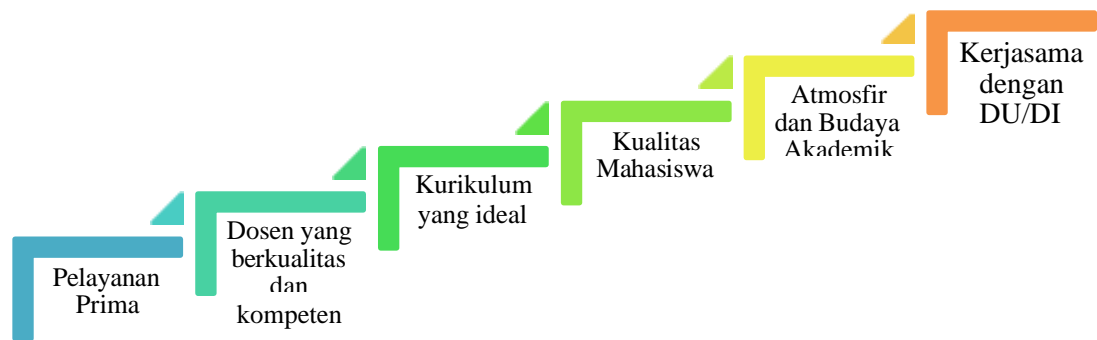 Pelayanan
Prima
Dosen yang
berkualitas
dan
kompeten
Kurikulum
yang ideal
Kualitas
Mahasiswa
Atmosfir
dan Budaya
Akademik
Kerjasama
dengan
DU/DI